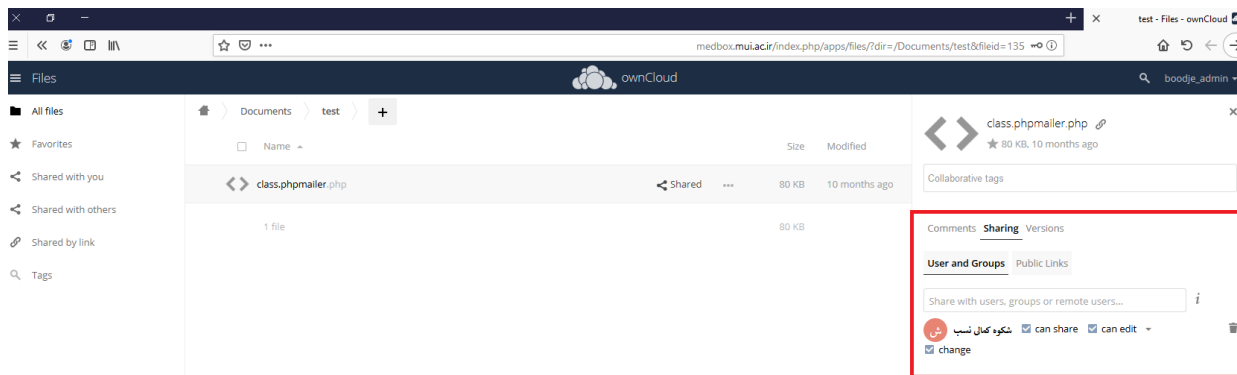 test - Files - ownCloud
medbox.mui.ac.ir/index.php/apps/files/?dir=/Documents/test&fileid=135
Files
ownCloud
boodje_admin
All files
Favorites
Shared with you
Shared with others
Shared by link
Tags
Documents
test
+
Name
Size
Modified
class.phpmailer.php
Shared
...
80 KB
10 months ago
1 file
80 KB
class.phpmailer.php
80 KB, 10 months ago
Collaborative tags
Comments Sharing Versions
User and Groups Public Links
Share with users, groups or remote users...
i
ش شکوه کمالی نسب can share can edit
change